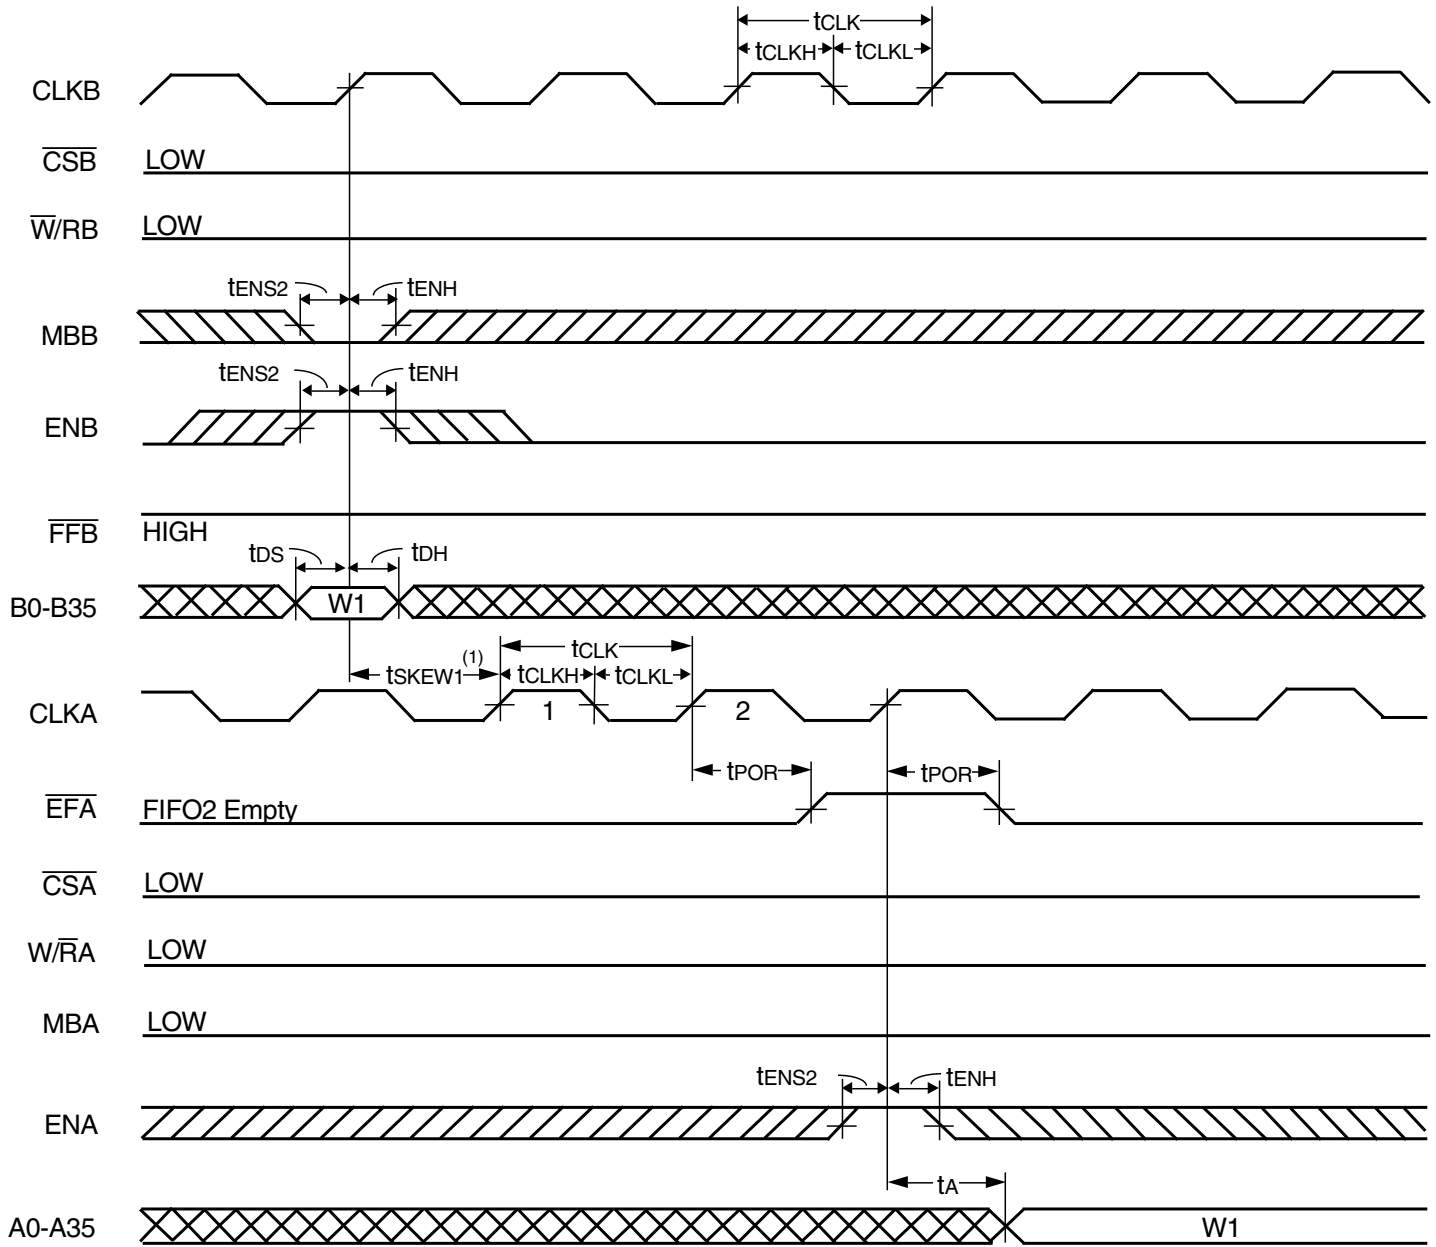 tCLK
tCLKH tCLKL
CLKB
CSB LOW
W/RB LOW
tENS2 tENH
MBB
tENS2 tENH
ENB
FFB HIGH
tDS tDH
B0-B35 W1
tCLK
tSKEW1(1) tCLKH tCLKL
CLKA 1 2
tPOR tPOR
EFA FIFO2 Empty
CSA LOW
W/RA LOW
MBA LOW
tENS2 tENH
ENA
tA
A0-A35 W1